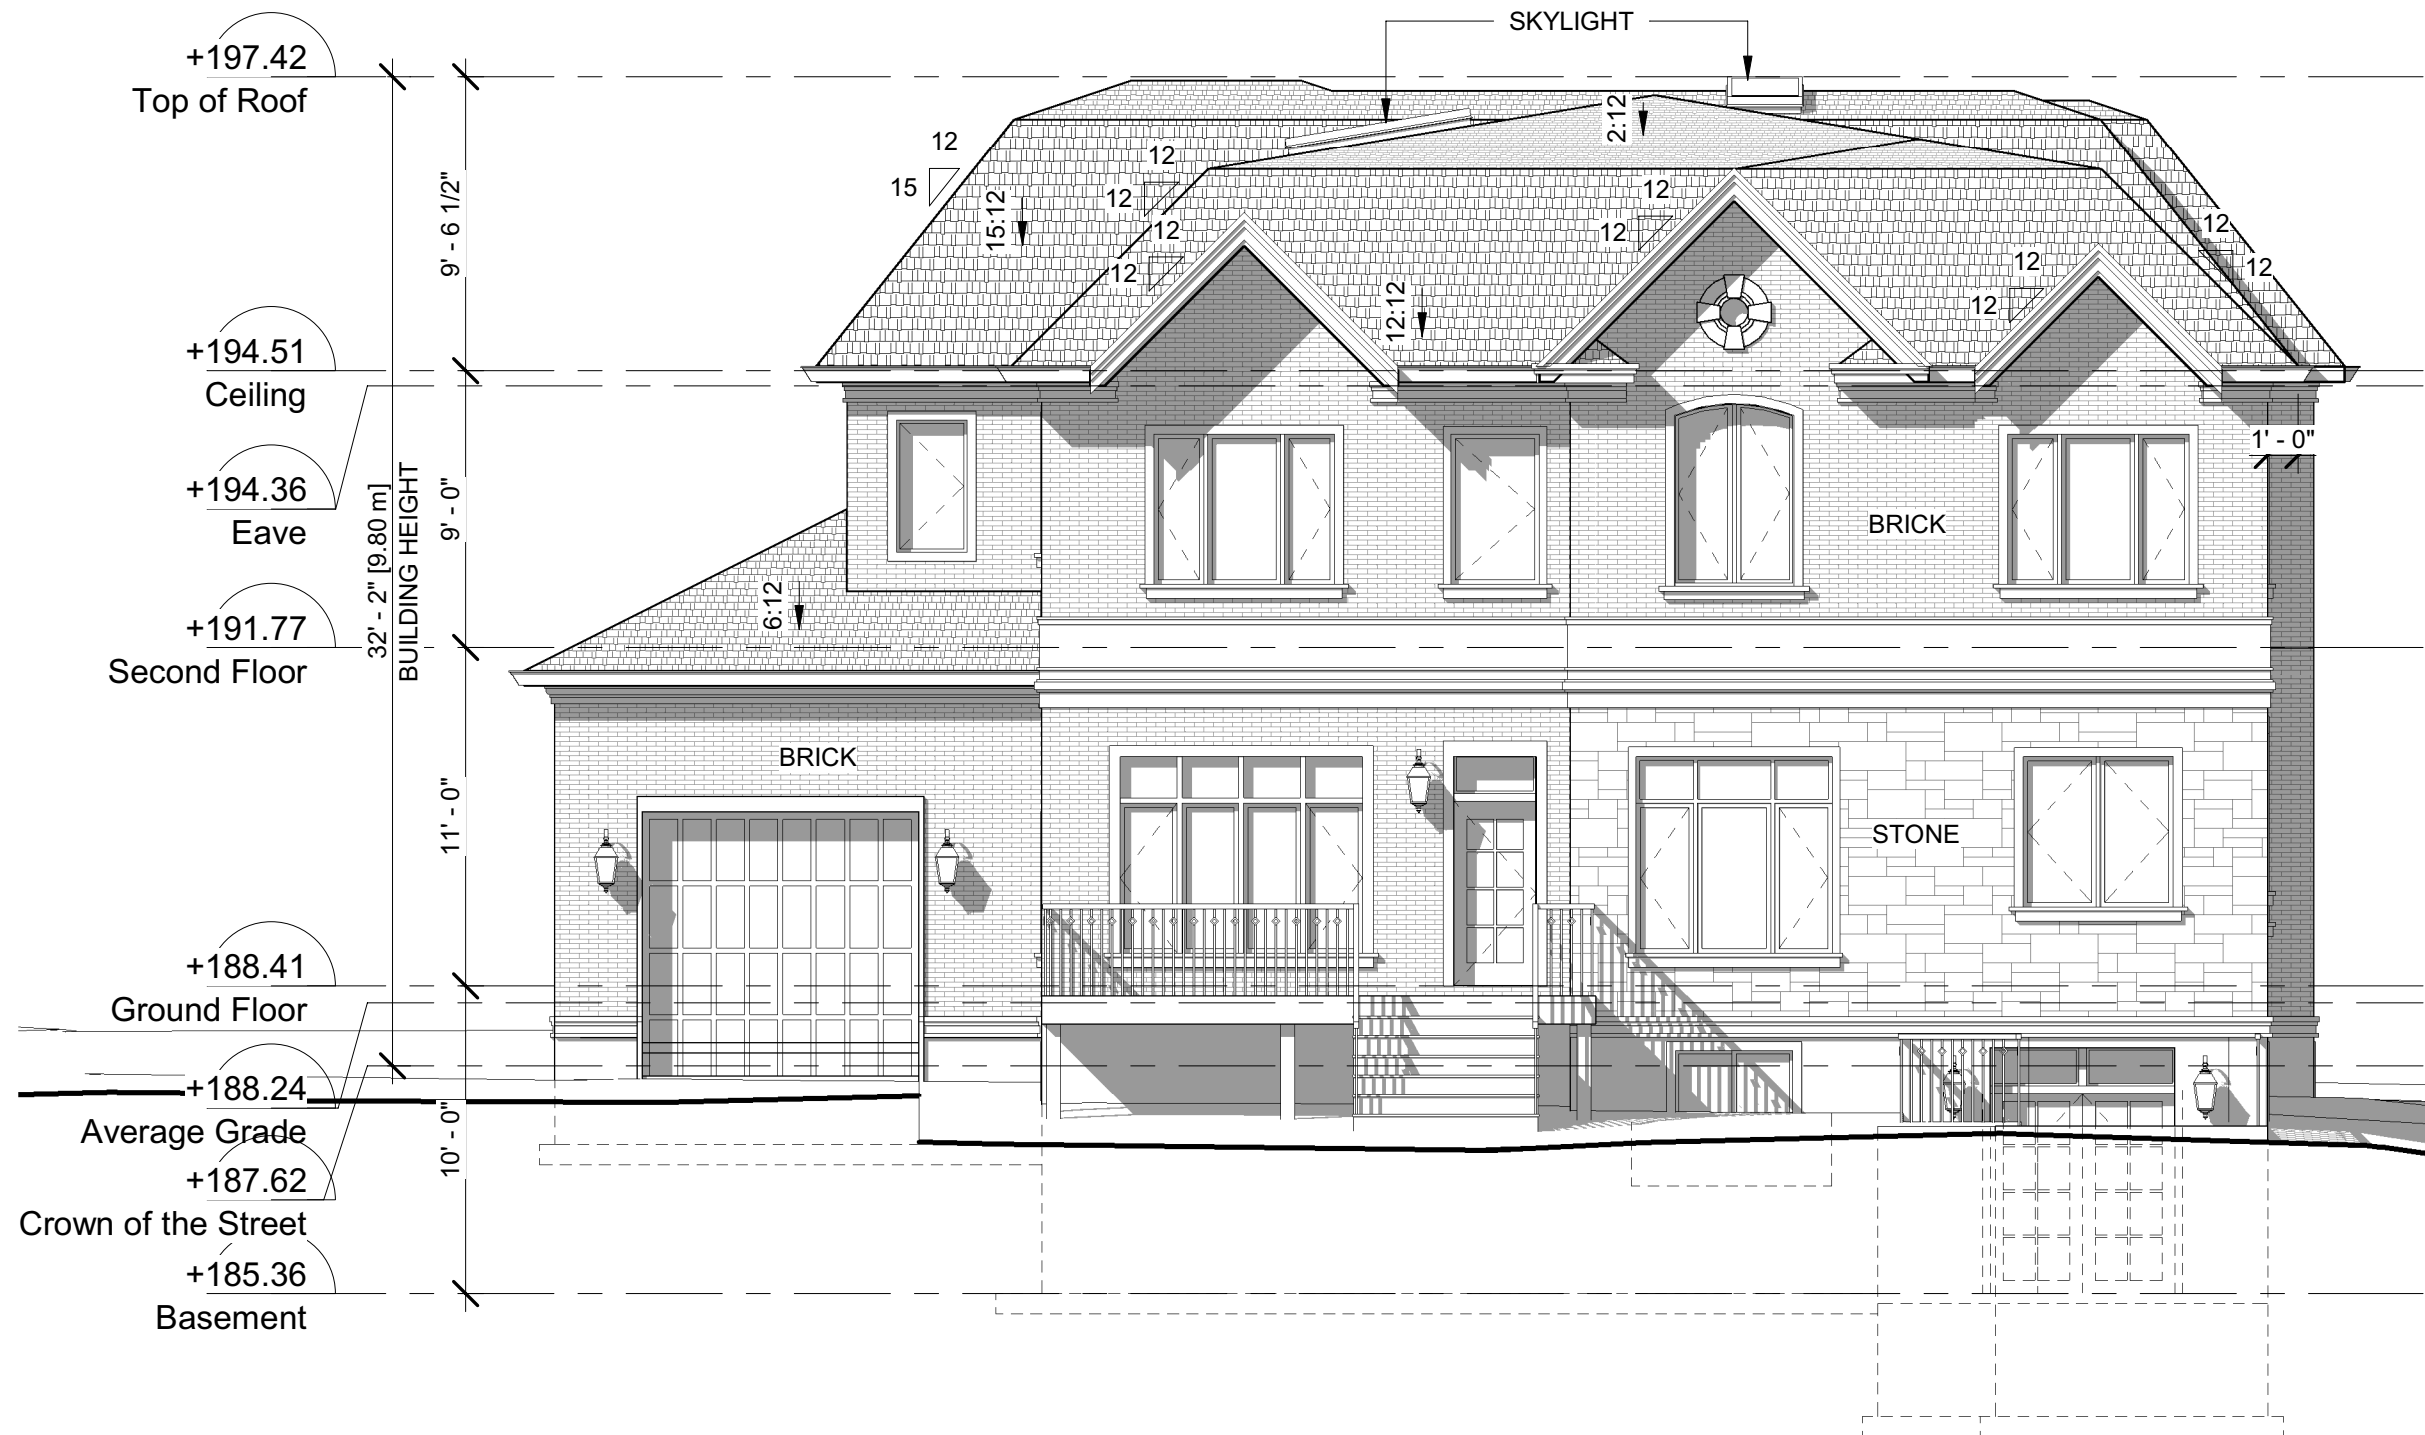 SKYLIGHT
+197.42
Top of Roof
2:12
12
15
12
12
12
12
15:12
9' - 6 1/2"
12
12
12
12
12
12
12
12:12
+194.51
Ceiling
+194.36
Eave
1' - 0"
9' - 0"
32' - 2" [9.80 m]
BUILDING HEIGHT
BRICK
6:12
+191.77
Second Floor
BRICK
STONE
11' - 0"
+188.41
Ground Floor
+188.24
Average Grade
10' - 0"
+187.62
Crown of the Street
+185.36
Basement